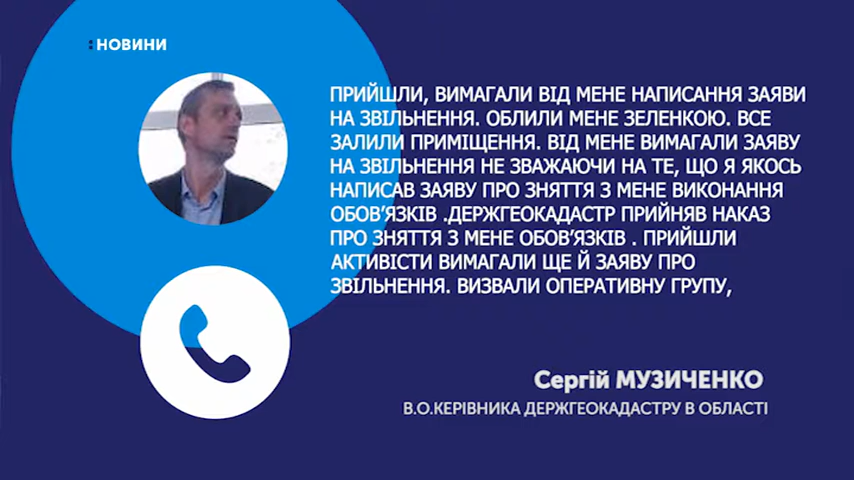 :НОВИНИ
ПРИЙШЛИ, ВИМАГАЛИ ВІД МЕНЕ НАПИСАННЯ ЗАЯВИ
НА ЗВІЛЬНЕННЯ. ОБЛИЛИ МЕНЕ ЗЕЛЕНКОЮ. ВСЕ
ЗАЛИЛИ ПРИМІЩЕННЯ. ВІД МЕНЕ ВИМАГАЛИ ЗАЯВУ
НА ЗВІЛЬНЕННЯ НЕ ЗВАЖАЮЧИ НА ТЕ, ЩО Я ЯКОСЬ
НАПИСАВ ЗАЯВУ ПРО ЗНЯТТЯ З МЕНЕ ВИКОНАННЯ
ОБОВ’ЯЗКІВ .ДЕРЖГЕОКАДАСТР ПРИЙНЯВ НАКАЗ
ПРО ЗНЯТТЯ З МЕНЕ ОБОВ’ЯЗКІВ . ПРИЙШЛИ
АКТИВІСТИ ВИМАГАЛИ ЩЕ Й ЗАЯВУ ПРО
ЗВІЛЬНЕННЯ. ВИЗВАЛИ ОПЕРАТИВНУ ГРУПУ,
Сергій МУЗИЧЕНКО
В.О.КЕРІВНИКА ДЕРЖГЕОКАДАСТРУ В ОБЛАСТІ